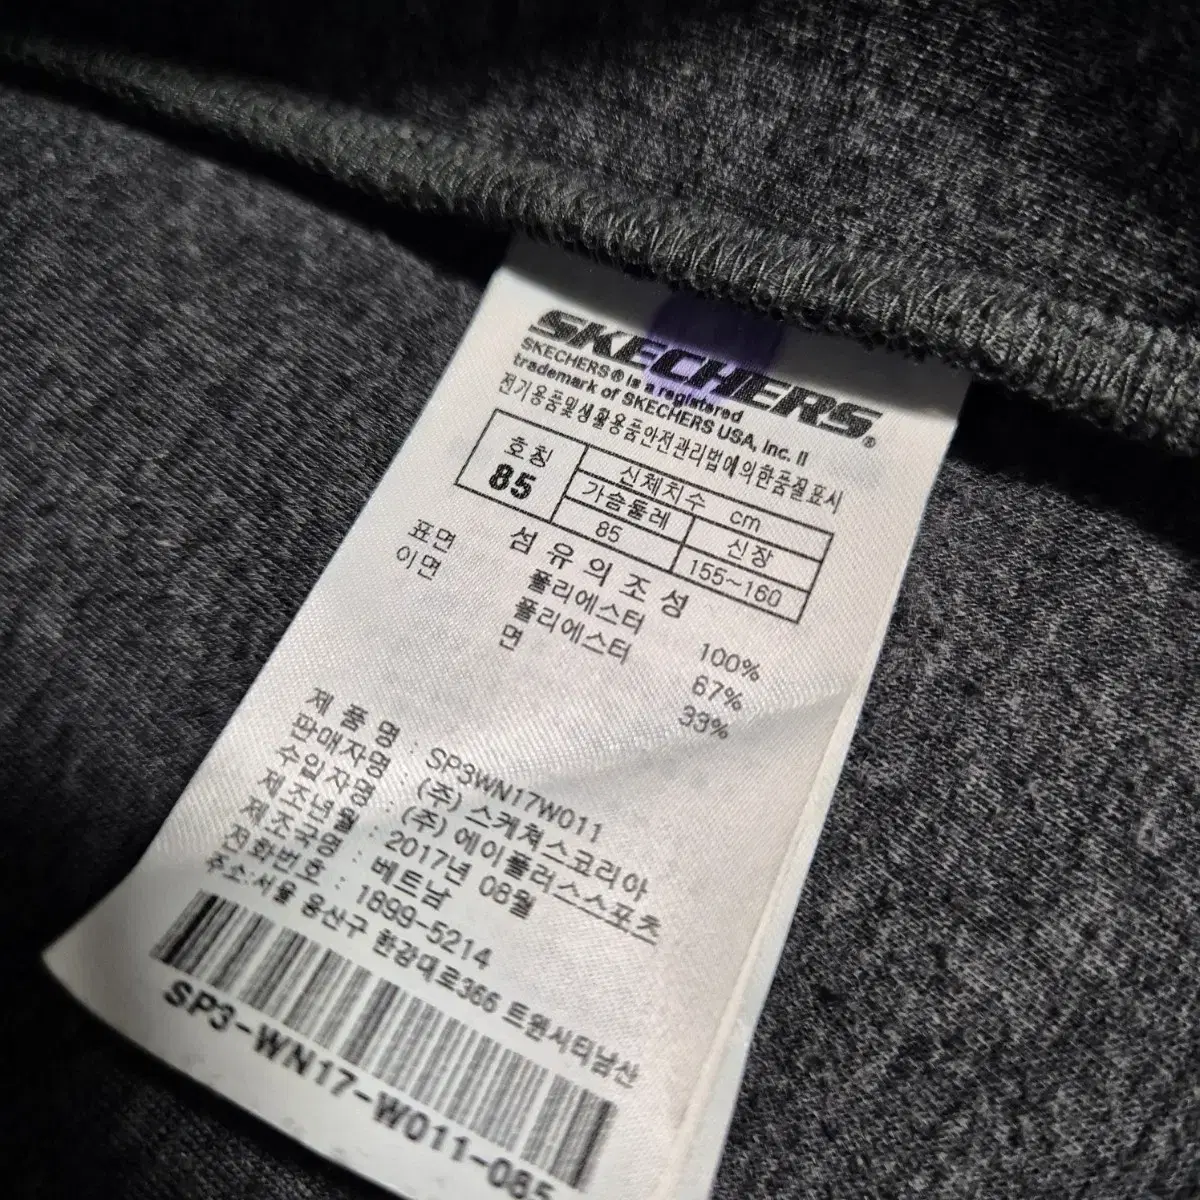 SKECHERS®
SKECHERS® is a registered
trademark of SKECHERS USA, Inc. II
전기용품및생활용품안전관리법에의한품질표시
호칭 신체치수 cm
85 가슴둘레 신장
85 155~160
섬유의조성
표면 폴리에스터 100%
이면 폴리에스터 67%
면 33%
제품명 : SP3WN17W011
판매자명 : (주) 스케쳐스코리아
수입자명 : (주) 에이플러스스포츠
제조년월 : 2017년 08월
제조국명 : 베트남
전화번호 : 1899-5214
주소:서울 용산구 한강대로366 트윈시티남산
SP3-WN17-W011-085